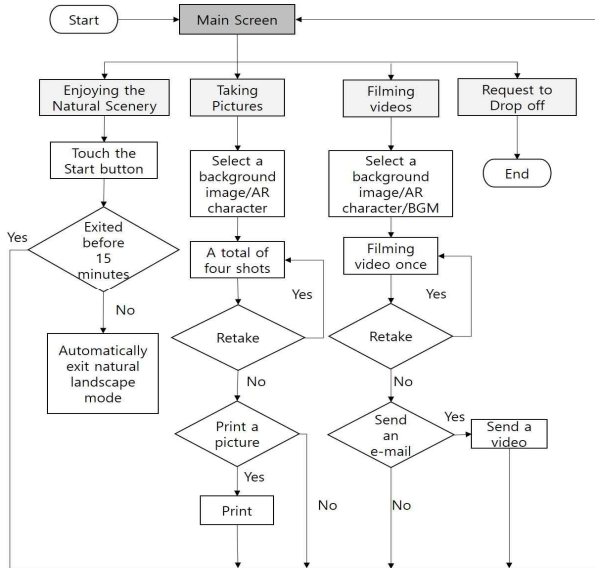 Start
Main Screen
Enjoying the
Natural Scenery
Taking
Pictures
Filming
videos
Request to
Drop off
Touch the
Start button
Select a
background
image/AR
character
Select a
background
image/AR
character/BGM
End
Yes
Exited
before
15
minutes
No
Automatically
exit natural
landscape
mode
A total of
four shots
Yes
Retake
No
Print a
picture
Yes
No
Print
Filming
video once
Yes
Retake
No
Send
an
e-mail
Yes
No
Send a
video